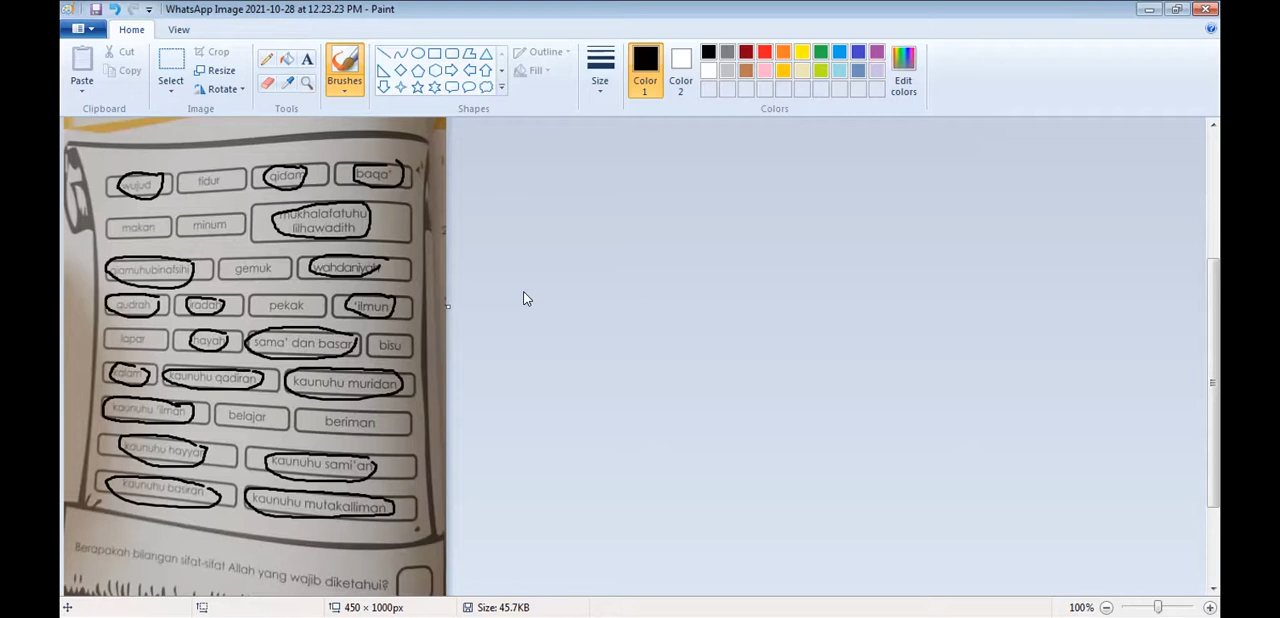 WhatsApp Image 2021-10-28 at 12.23.23 PM - Paint
Home View
Paste
Cut
Copy
Clipboard
Select
Crop
Resize
Rotate
Image
Tools
Brushes
Outline
Fill
Shapes
Size
Color 1
Color 2
Edit colors
Colors
wujud tidur qidam baqa'
makan minum mukhalafatuhu lilhawadith
qiamuhubinafsihi gemuk wahdaniyah
qudrah iradah pekak 'ilmun
lapar hayah sama' dan basar bisu
kalam kaunuhu qadiran kaunuhu muridan
kaunuhu 'ilman belajar beriman
kaunuhu hayyan kaunuhu sami'an
kaunuhu basiran kaunuhu mutakalliman
Berapakah bilangan sifat-sifat Allah yang wajib diketahui?
450 × 1000px
Size: 45.7KB
100%